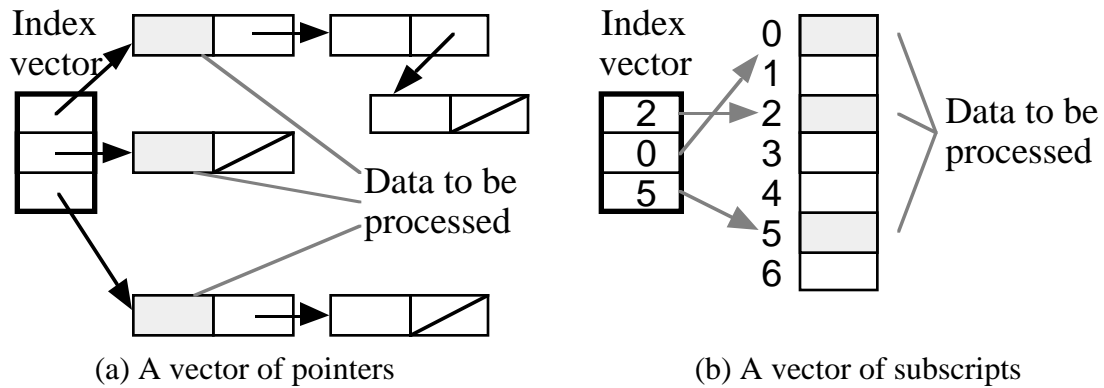 Index
vector
Data to be
processed
(a) A vector of pointers
Index
vector
2
0
5
0
1
2
3
4
5
6
Data to be
processed
(b) A vector of subscripts